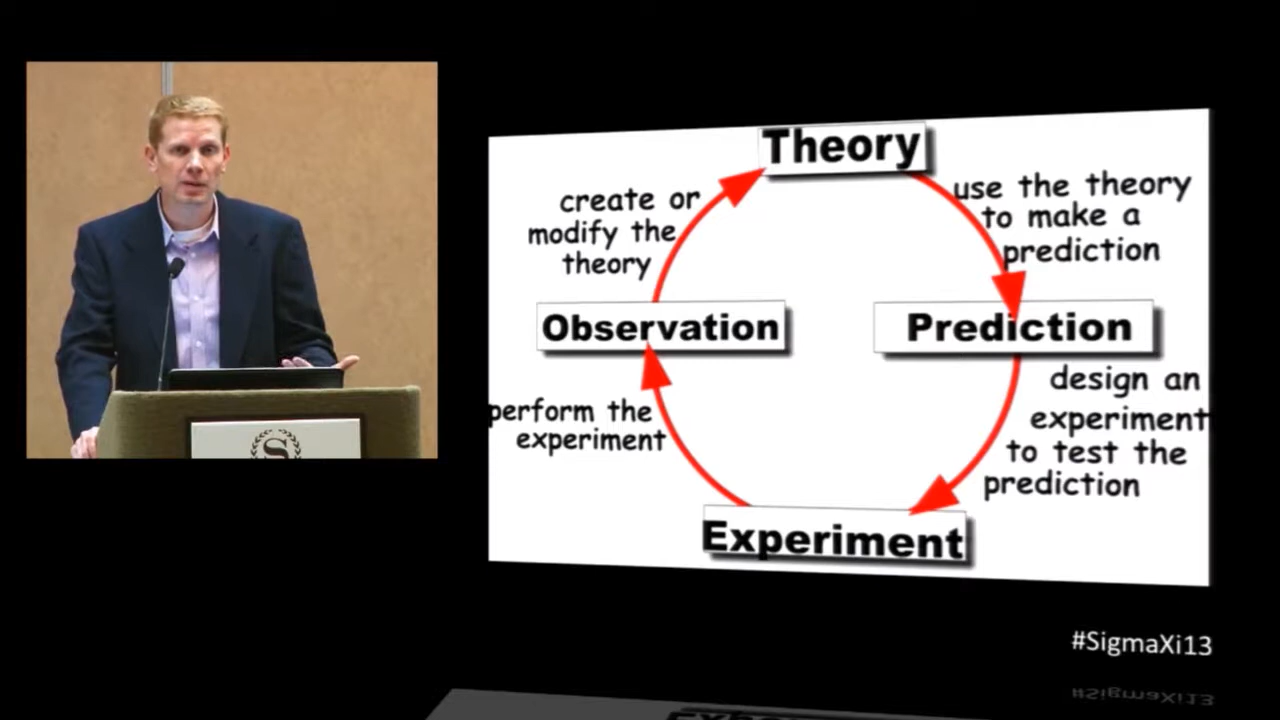 S
Theory
create or
modify the
theory
use the theory
to make a
prediction
Observation
Prediction
perform the
experiment
design an
experiment
to test the
prediction
Experiment
#SigmaXi13